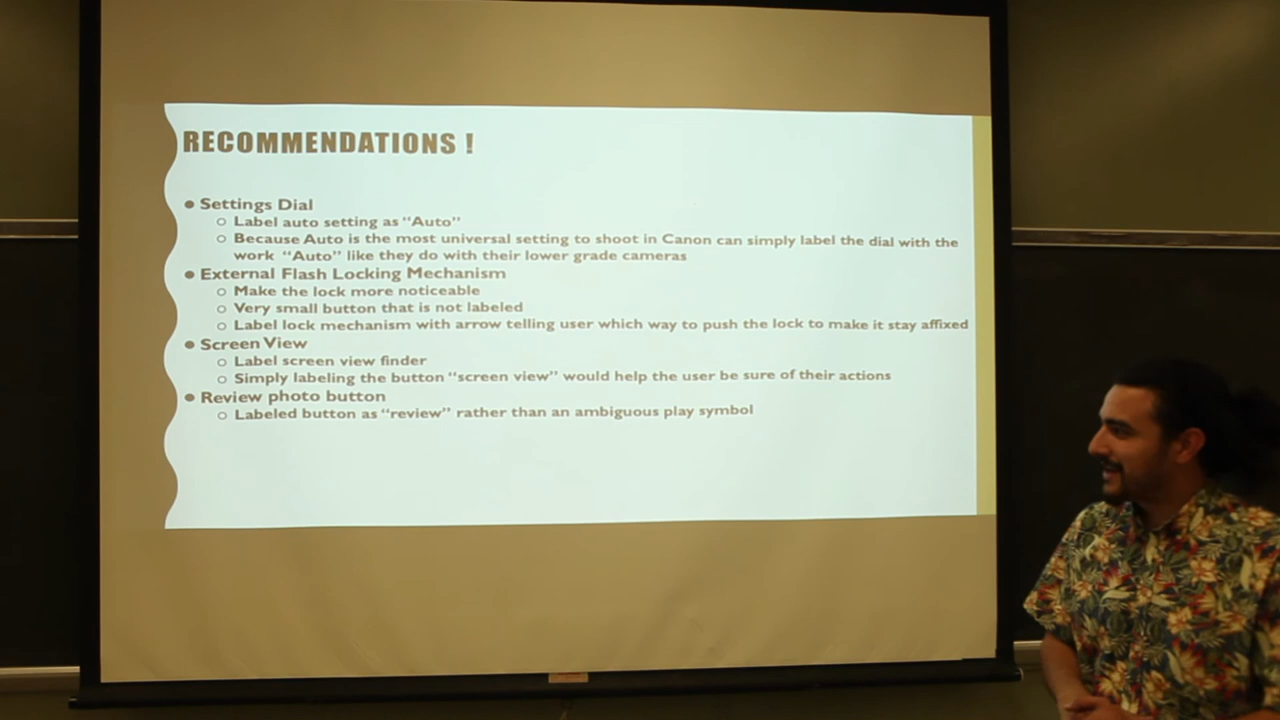 RECOMMENDATIONS !
● Settings Dial
○ Label auto setting as “Auto”
○ Because Auto is the most universal setting to shoot in Canon can simply label the dial with the
work “Auto” like they do with their lower grade cameras
● External Flash Locking Mechanism
○ Make the lock more noticeable
○ Very small button that is not labeled
○ Label lock mechanism with arrow telling user which way to push the lock to make it stay affixed
● Screen View
○ Label screen view finder
○ Simply labeling the button “screen view” would help the user be sure of their actions
● Review photo button
○ Labeled button as “review” rather than an ambiguous play symbol